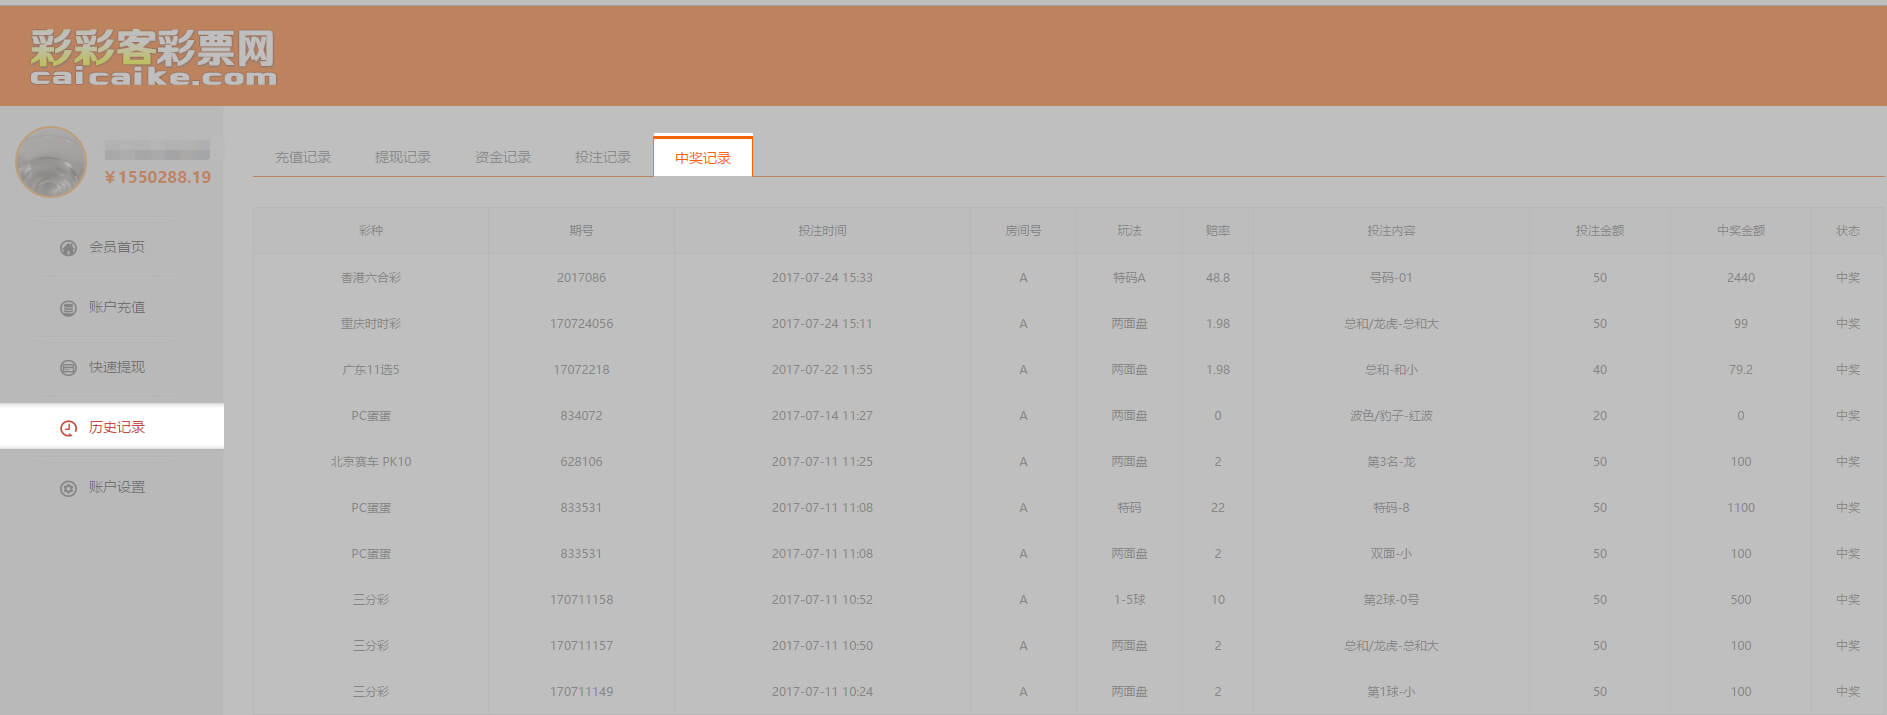 彩彩客彩票网
caicaike.com
¥1550288.19
会员首页
账户充值
快速提现
历史记录
账户设置
充值记录 提现记录 资金记录 投注记录 中奖记录
彩种 期号 投注时间 房间号 玩法 赔率 投注内容 投注金额 中奖金额 状态
香港六合彩 2017086 2017-07-24 15:33 A 特码A 48.8 号码-01 50 2440 中奖
重庆时时彩 170724056 2017-07-24 15:11 A 两面盘 1.98 总和/龙虎-总和大 50 99 中奖
广东11选5 17072218 2017-07-22 11:55 A 两面盘 1.98 总和-和小 40 79.2 中奖
PC蛋蛋 834072 2017-07-14 11:27 A 两面盘 0 波色/豹子-红波 20 0 中奖
北京赛车 PK10 628106 2017-07-11 11:25 A 两面盘 2 第3名-龙 50 100 中奖
PC蛋蛋 833531 2017-07-11 11:08 A 特码 22 特码-8 50 1100 中奖
PC蛋蛋 833531 2017-07-11 11:08 A 两面盘 2 双面-小 50 100 中奖
三分彩 170711158 2017-07-11 10:52 A 1-5球 10 第2球-0号 50 500 中奖
三分彩 170711157 2017-07-11 10:50 A 两面盘 2 总和/龙虎-总和大 50 100 中奖
三分彩 170711149 2017-07-11 10:24 A 两面盘 2 第1球-小 50 100 中奖